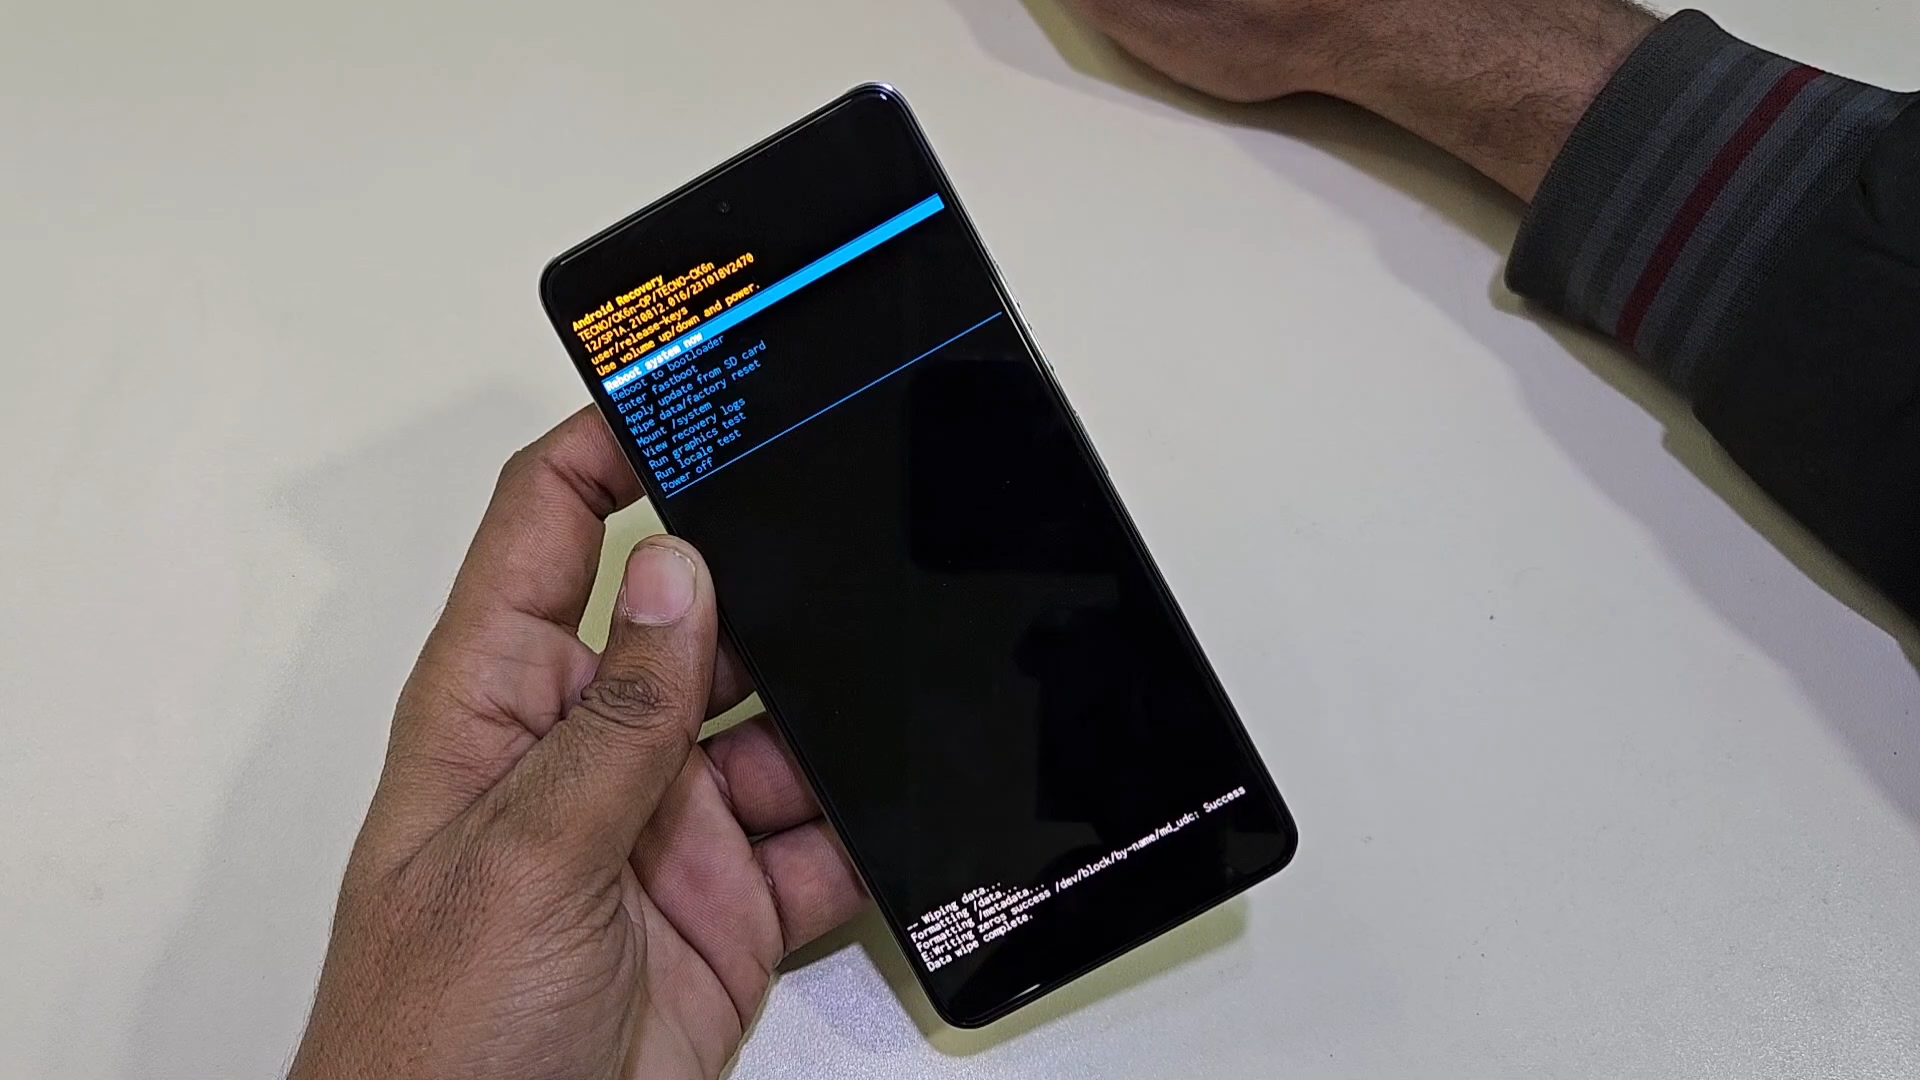 Android Recovery
TECNO/CK6n-OP/TECNO-CK6n
12/SP1A.210812.016/231018V2470
user/release-keys
Use volume up/down and power.
Reboot system now
Reboot to bootloader
Enter fastboot
Apply update from SD card
Wipe data/factory reset
Mount /system
View recovery logs
Run graphics test
Run locale test
Power off
-- Wiping data...
Formatting /data...
Formatting /metadata...
E:Writing zeros success /dev/block/by-name/md_udc: Success
Data wipe complete.